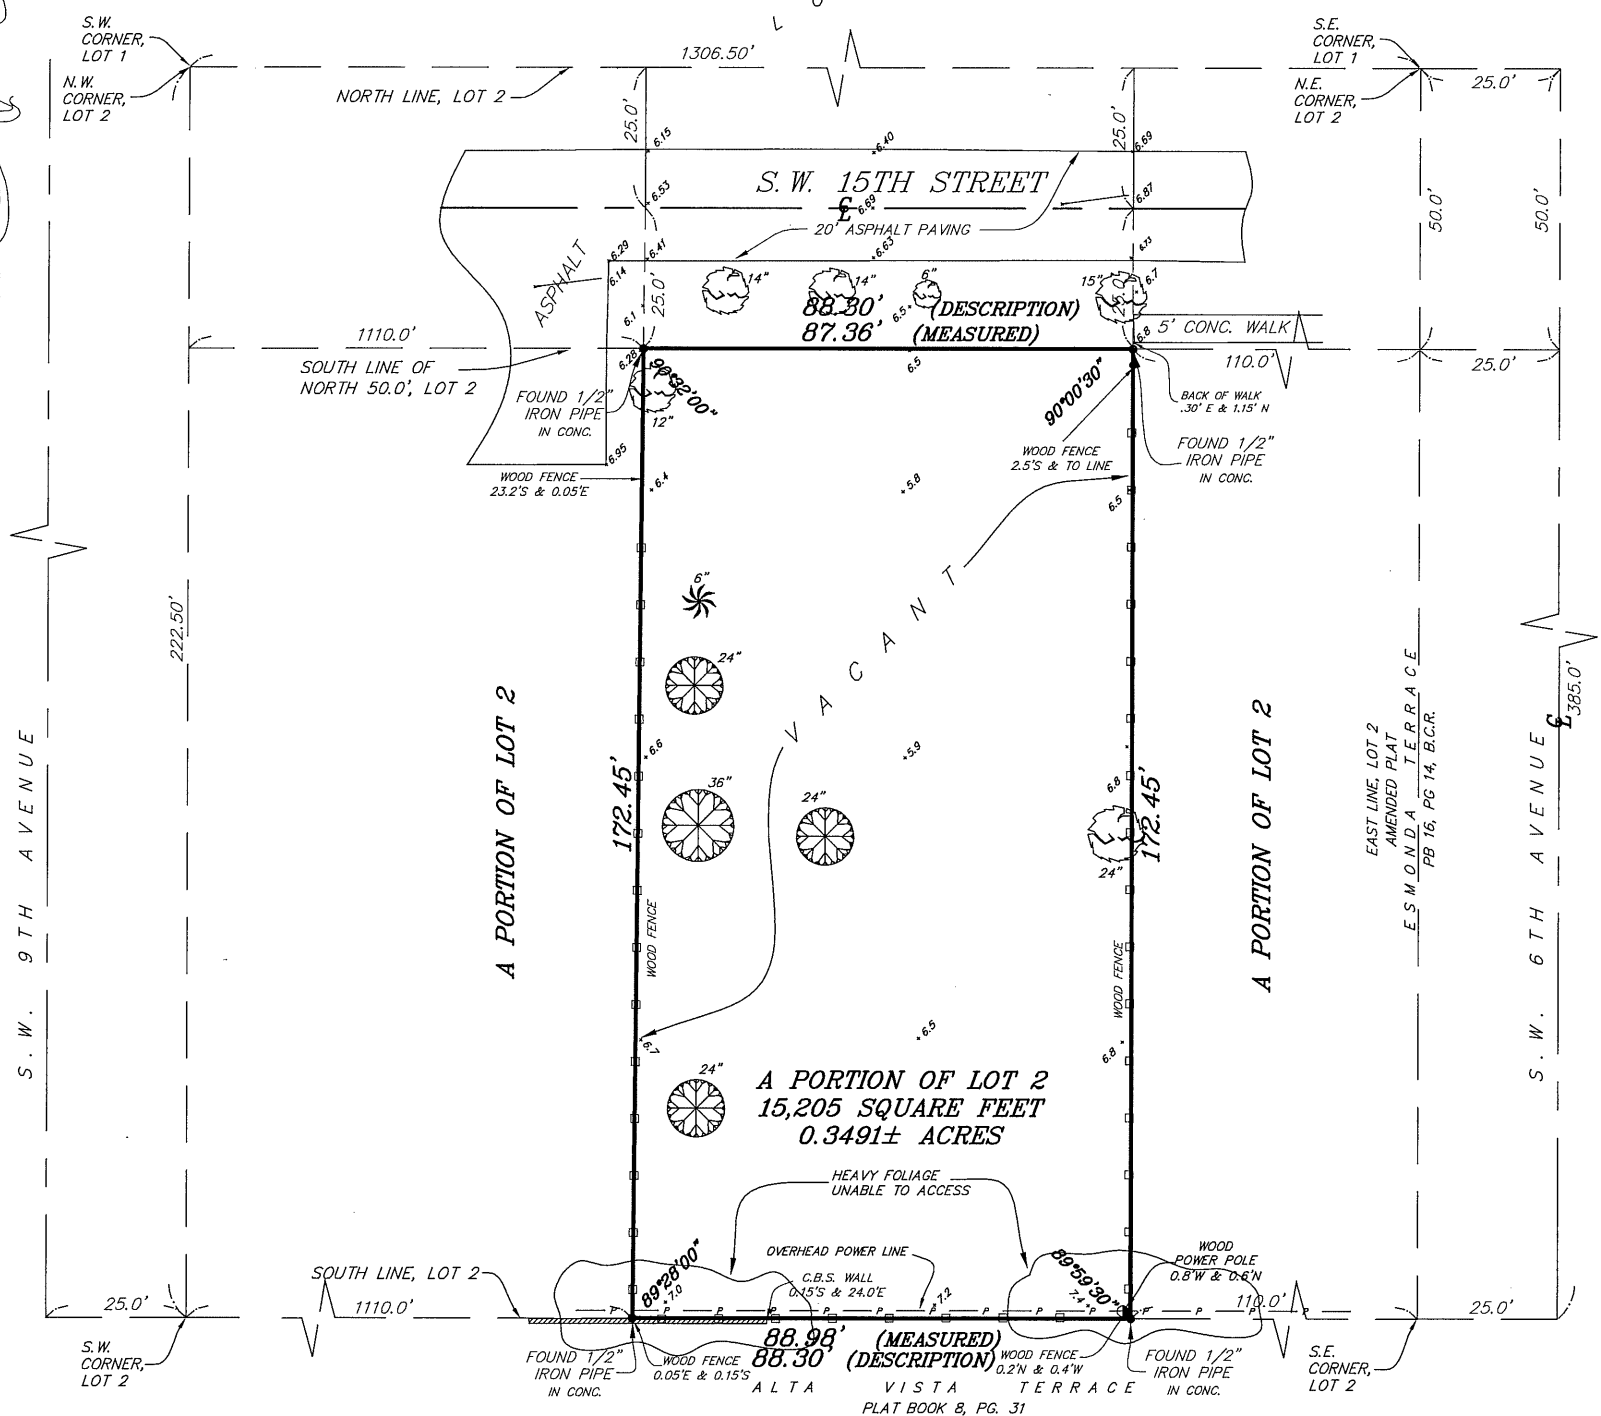 S.W.
CORNER,
LOT 1
N.W.
CORNER,
LOT 2
NORTH LINE, LOT 2
1306.50'
L O
S.E.
CORNER,
LOT 1
N.E.
CORNER,
LOT 2
25.0'
25.0'
25.0'
50.0'
50.0'
6.15
6.40
6.69
S.W. 15TH STREET
6.53
℄
6.69
6.87
20' ASPHALT PAVING
ASPHALT
6.29
6.14
6.41
6.63
6.73
6.7
25.0'
25.0'
14"
14"
6"
15"
6.1
6.5
88.30' (DESCRIPTION)
87.36' (MEASURED)
5' CONC. WALK
6.8
1110.0'
110.0'
25.0'
SOUTH LINE OF
NORTH 50.0', LOT 2
6.28
90°32'00"
6.5
90°00'30"
BACK OF WALK
.30' E & 1.15' N
FOUND 1/2"
IRON PIPE
IN CONC.
12"
WOOD FENCE
2.5'S & TO LINE
FOUND 1/2"
IRON PIPE
IN CONC.
6.95
WOOD FENCE
23.2'S & 0.05'E
6.4
5.8
6.5
VACANT
222.50'
6"
24"
A PORTION OF LOT 2
172.45'
6.6
5.9
6.8
36"
24"
24"
172.45'
A PORTION OF LOT 2
EAST LINE, LOT 2
AMENDED PLAT
ESMONDA TERRACE
PB 16, PG 14, B.C.R.
℄
385.0'
S.W. 9TH AVENUE
S.W. 6TH AVENUE
WOOD FENCE
WOOD FENCE
6.7
6.5
6.8
24"
A PORTION OF LOT 2
15,205 SQUARE FEET
0.3491± ACRES
HEAVY FOLIAGE
UNABLE TO ACCESS
OVERHEAD POWER LINE
WOOD
POWER POLE
0.8'W & 0.6'N
SOUTH LINE, LOT 2
89°28'00"
7.0
C.B.S. WALL
0.15'S & 24.0'E
7.2
89°59'30"
7.4
25.0'
1110.0'
P P P P P P P P P P P
110.0'
25.0'
88.98' (MEASURED)
88.30' (DESCRIPTION)
S.W.
CORNER,
LOT 2
FOUND 1/2"
IRON PIPE
IN CONC.
WOOD FENCE
0.05'E & 0.15'S
WOOD FENCE
0.2'N & 0.4'W
FOUND 1/2"
IRON PIPE
IN CONC.
S.E.
CORNER,
LOT 2
ALTA VISTA TERRACE
PLAT BOOK 8, PG. 31